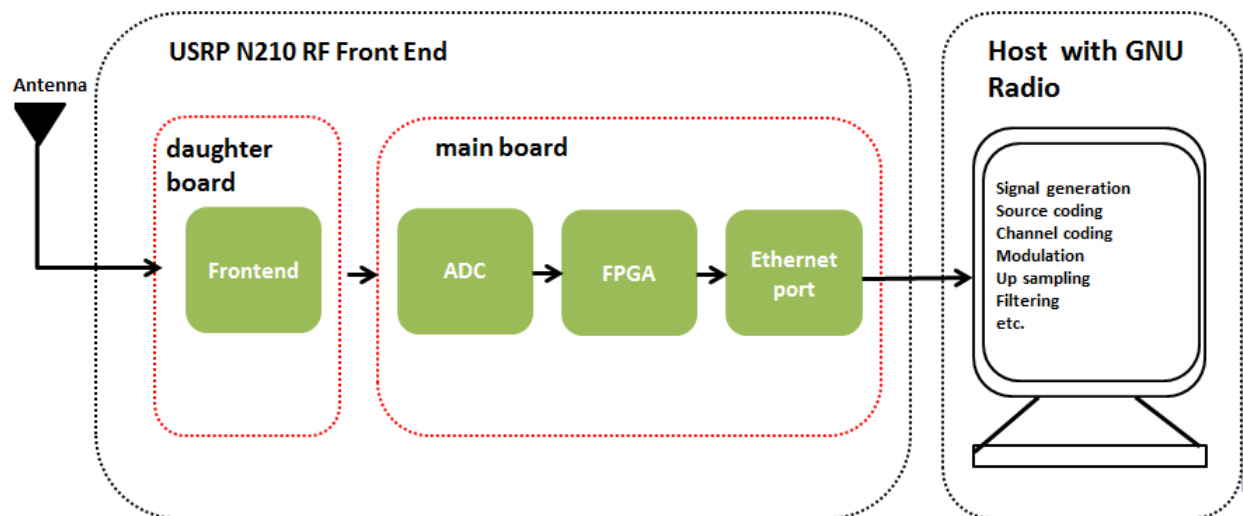 USRP N210 RF Front End
Host with GNU
Radio
Antenna
daughter
board
main board
Frontend
ADC
FPGA
Ethernet
port
Signal generation
Source coding
Channel coding
Modulation
Up sampling
Filtering
etc.